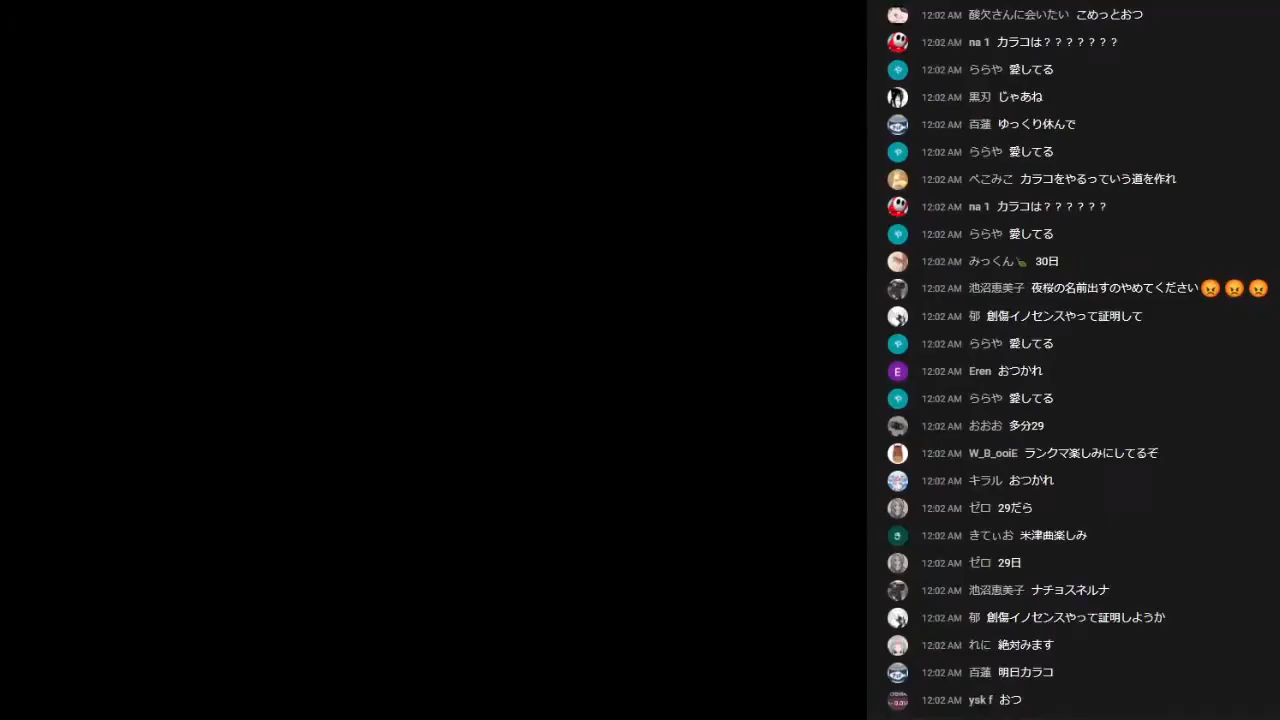 12:02 AM 酸欠さんに会いたい こめっとおつ
12:02 AM na 1 カラコは？？？？？？？
12:02 AM ららや 愛してる
12:02 AM 黒刃 じゃあね
12:02 AM 百蓮 ゆっくり休んで
12:02 AM ららや 愛してる
12:02 AM ぺこみこ カラコをやるっていう道を作れ
12:02 AM na 1 カラコは？？？？？？
12:02 AM ららや 愛してる
12:02 AM みっくん🍃 30日
12:02 AM 池沼恵美子 夜桜の名前出すのやめてください😡😡😡
12:02 AM 郁 創傷イノセンスやって証明して
12:02 AM ららや 愛してる
E 12:02 AM Eren おつかれ
12:02 AM ららや 愛してる
12:02 AM おおお 多分29
12:02 AM W_B_ooiE ランクマ楽しみにしてるぞ
12:02 AM キラル おつかれ
12:02 AM ゼロ 29だら
き 12:02 AM きてぃお 米津曲楽しみ
12:02 AM ゼロ 29日
12:02 AM 池沼恵美子 ナチョスネルナ
12:02 AM 郁 創傷イノセンスやって証明しようか
12:02 AM れに 絶対みます
12:02 AM 百蓮 明日カラコ
12:02 AM ysk f おつ